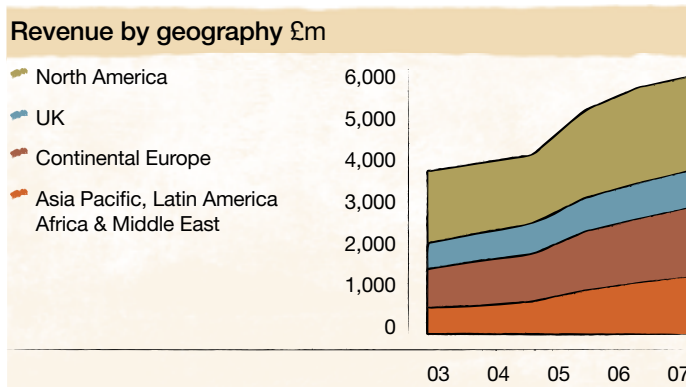 Revenue by geography £m
North America
UK
Continental Europe
Asia Pacific, Latin America
Africa & Middle East
6,000
5,000
4,000
3,000
2,000
1,000
0
03 04 05 06 07